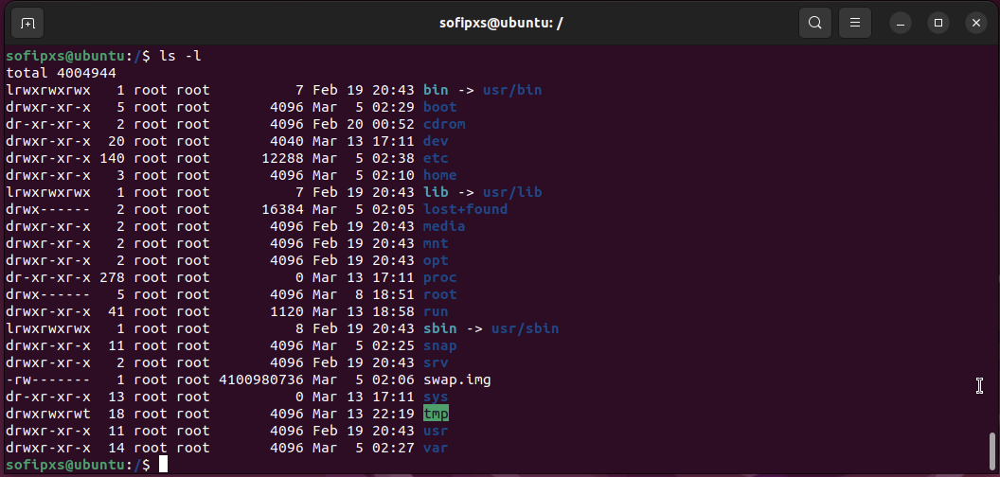 sofipxs@ubuntu: /
sofipxs@ubuntu:/$ ls -l
total 4004944
lrwxrwxrwx   1 root root          7 Feb 19 20:43 bin -> usr/bin
drwxr-xr-x   5 root root       4096 Mar  5 02:29 boot
dr-xr-xr-x   2 root root       4096 Feb 20 00:52 cdrom
drwxr-xr-x  20 root root       4040 Mar 13 17:11 dev
drwxr-xr-x 140 root root      12288 Mar  5 02:38 etc
drwxr-xr-x   3 root root       4096 Mar  5 02:10 home
lrwxrwxrwx   1 root root          7 Feb 19 20:43 lib -> usr/lib
drwx------   2 root root      16384 Mar  5 02:05 lost+found
drwxr-xr-x   2 root root       4096 Feb 19 20:43 media
drwxr-xr-x   2 root root       4096 Feb 19 20:43 mnt
drwxr-xr-x   2 root root       4096 Feb 19 20:43 opt
dr-xr-xr-x 278 root root          0 Mar 13 17:11 proc
drwx------   5 root root       4096 Mar  8 18:51 root
drwxr-xr-x  41 root root       1120 Mar 13 18:58 run
lrwxrwxrwx   1 root root          8 Feb 19 20:43 sbin -> usr/sbin
drwxr-xr-x  11 root root       4096 Mar  5 02:25 snap
drwxr-xr-x   2 root root       4096 Feb 19 20:43 srv
-rw-------   1 root root 4100980736 Mar  5 02:06 swap.img
dr-xr-xr-x  13 root root          0 Mar 13 17:11 sys
drwxrwxrwt  18 root root       4096 Mar 13 22:19 tmp
drwxr-xr-x  11 root root       4096 Feb 19 20:43 usr
drwxr-xr-x  14 root root       4096 Mar  5 02:27 var
sofipxs@ubuntu:/$